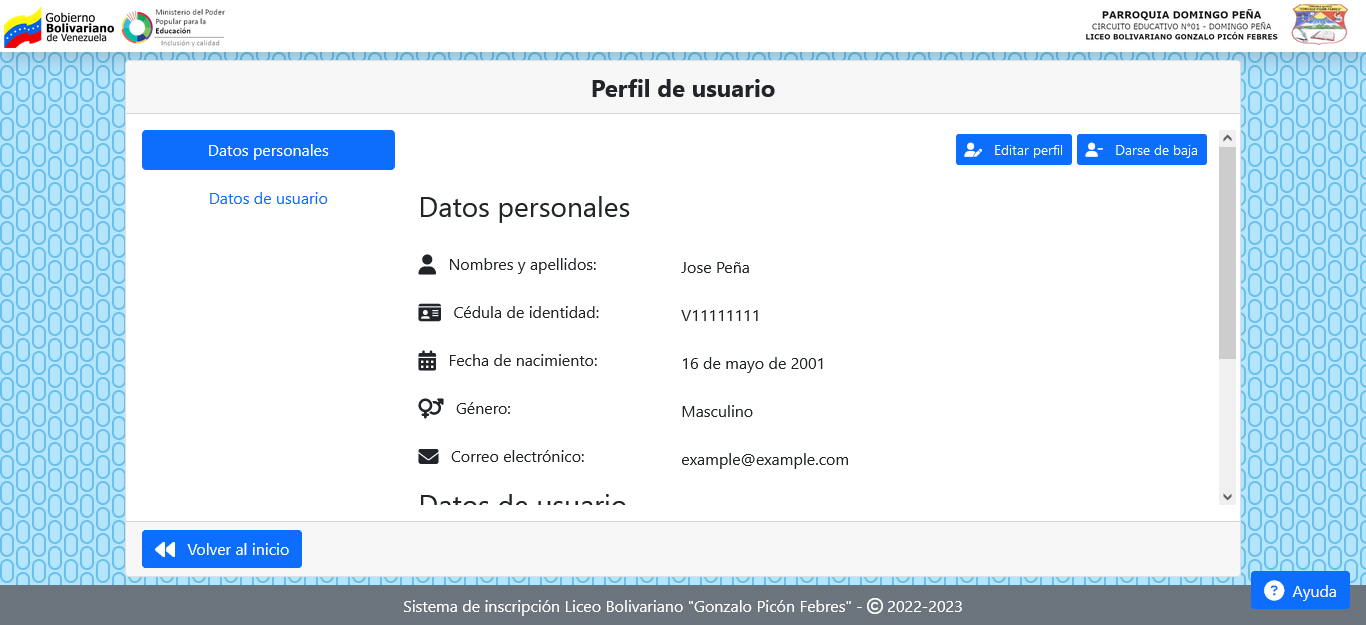 Gobierno
Bolivariano
de Venezuela
Ministerio del Poder
Popular para la
Educación
Inclusión y calidad
PARROQUIA DOMINGO PEÑA
CIRCUITO EDUCATIVO N°01 - DOMINGO PEÑA
LICEO BOLIVARIANO GONZALO PICÓN FEBRES
Perfil de usuario
Datos personales
Datos de usuario
Editar perfil
Darse de baja
Datos personales
Nombres y apellidos: Jose Peña
Cédula de identidad: V11111111
Fecha de nacimiento: 16 de mayo de 2001
Género: Masculino
Correo electrónico: example@example.com
Datos de usuario
Volver al inicio
Ayuda
Sistema de inscripción Liceo Bolivariano "Gonzalo Picón Febres" - © 2022-2023